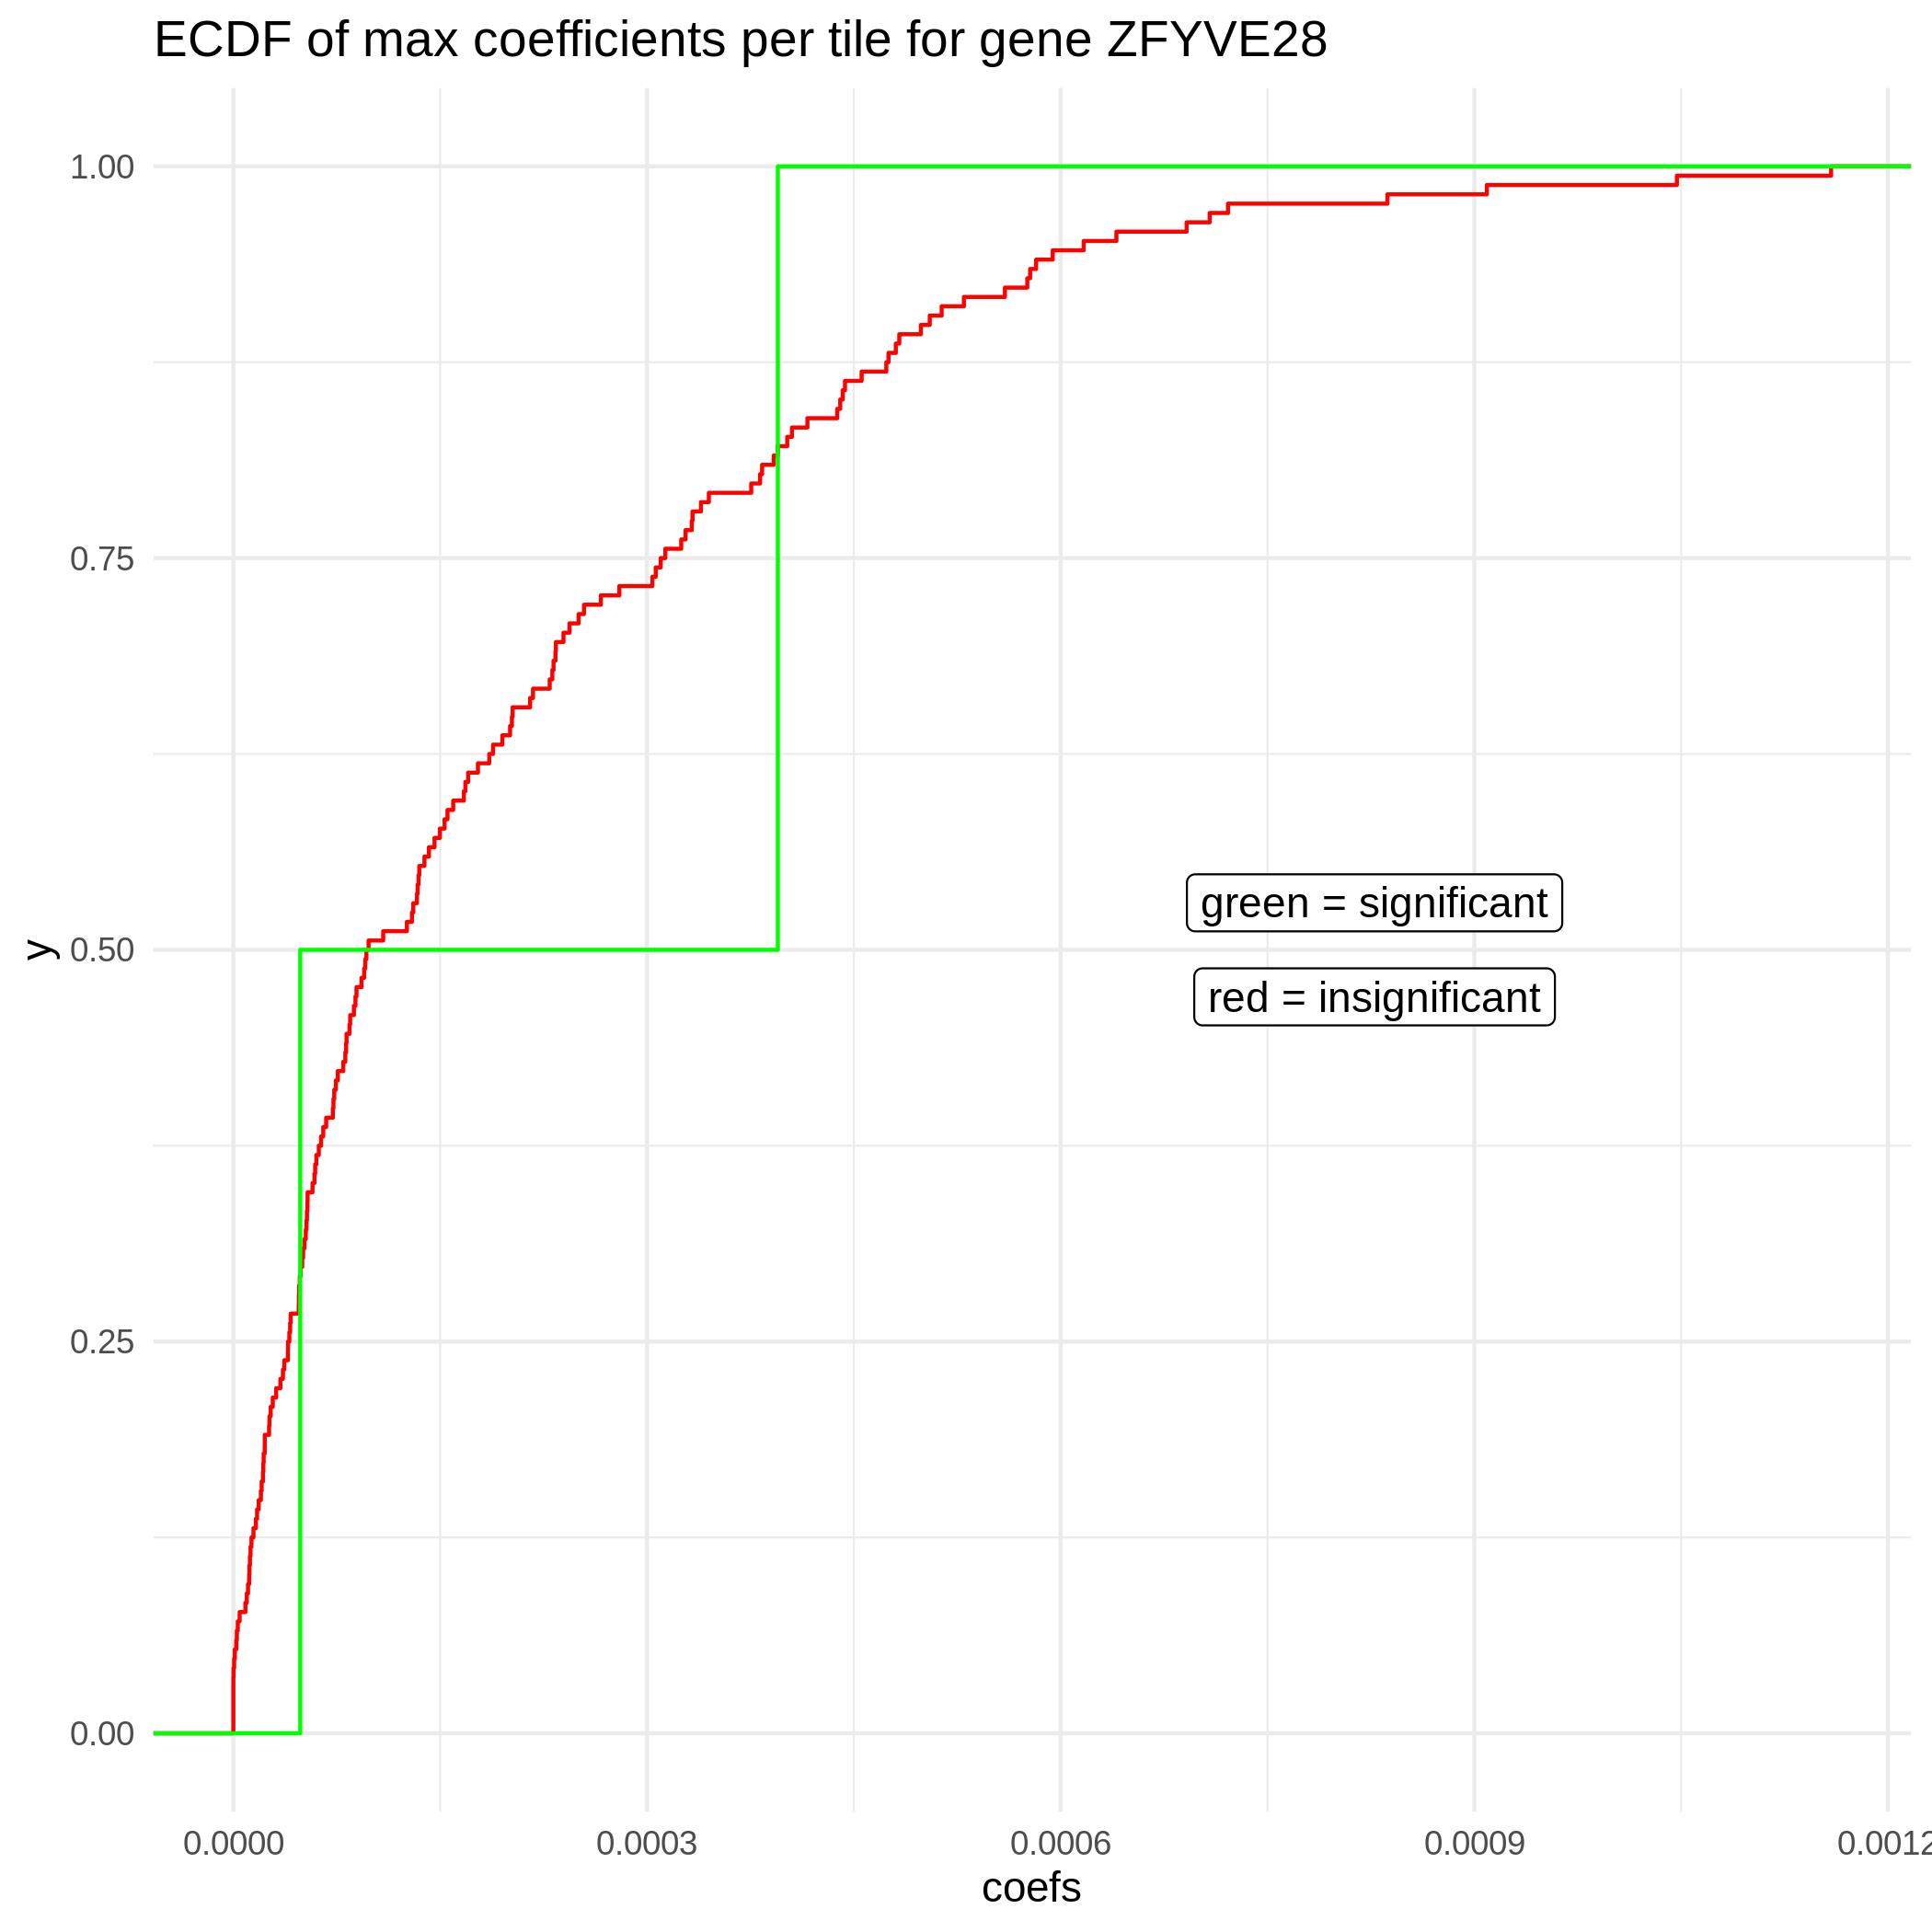 ECDF of max coefficients per tile for gene ZFYVE28
1.00
0.75
0.50
0.25
0.00
y
green = significant
red = insignificant
0.0000
0.0003
0.0006
0.0009
0.0012
coefs